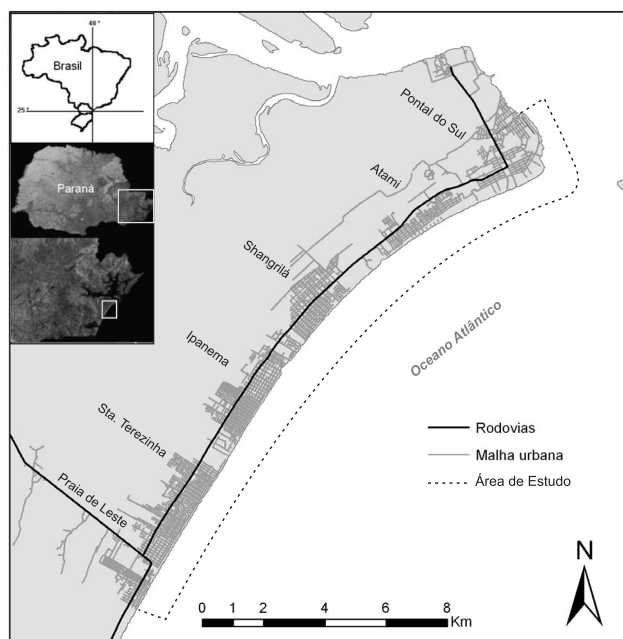 48°
Brasil
25°
Paraná
Pontal do Sul
Atami
Shangrilá
Ipanema
Sta. Terezinha
Praia de Leste
Oceano Atlântico
Rodovias
Malha urbana
Área de Estudo
N
0 1 2 4 6 8
Km